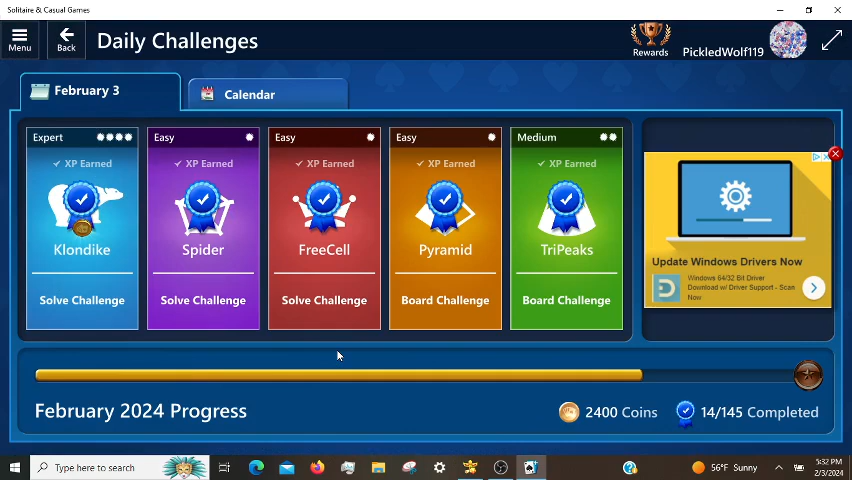 Solitaire & Casual Games
Menu
Back
Daily Challenges
Rewards
PickledWolf119
February 3
Calendar
Expert
XP Earned
Klondike
Solve Challenge
Easy
XP Earned
Spider
Solve Challenge
Easy
XP Earned
FreeCell
Solve Challenge
Easy
XP Earned
Pyramid
Board Challenge
Medium
XP Earned
TriPeaks
Board Challenge
Update Windows Drivers Now
Windows 64/32 Bit Driver
Download w/ Driver Support - Scan
Now
February 2024 Progress
2400 Coins
14/145 Completed
Type here to search
56°F Sunny
5:32 PM
2/3/2024